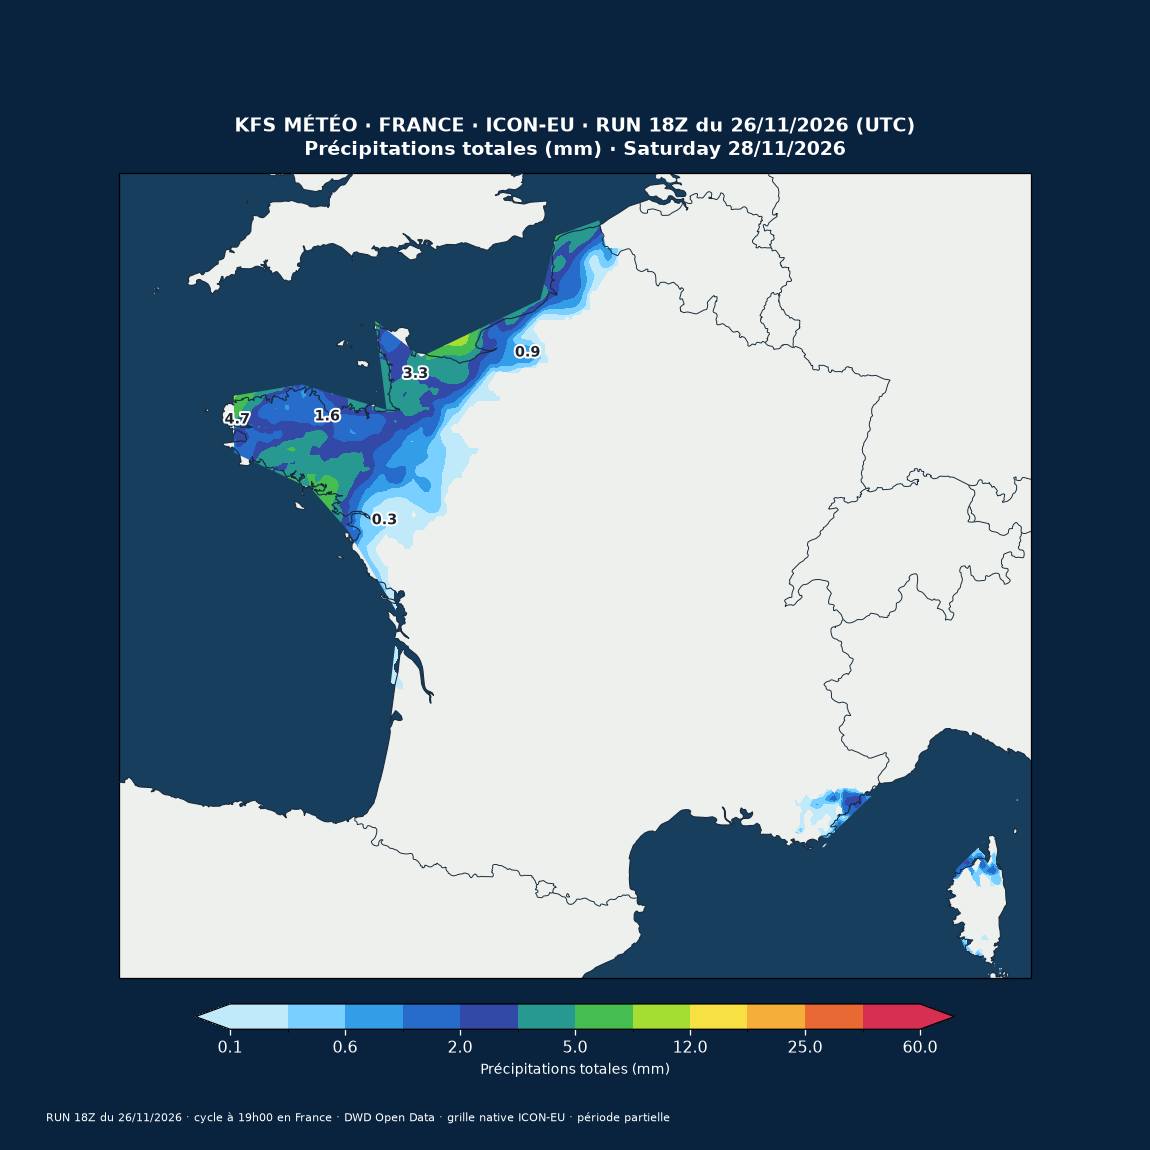 KFS MÉTÉO · FRANCE · ICON-EU · RUN 18Z du 26/11/2026 (UTC)
Précipitations totales (mm) · Saturday 28/11/2026
0.9
3.3
4.7
1.6
0.3
0.1 0.6 2.0 5.0 12.0 25.0 60.0
Précipitations totales (mm)
RUN 18Z du 26/11/2026 · cycle à 19h00 en France · DWD Open Data · grille native ICON-EU · période partielle